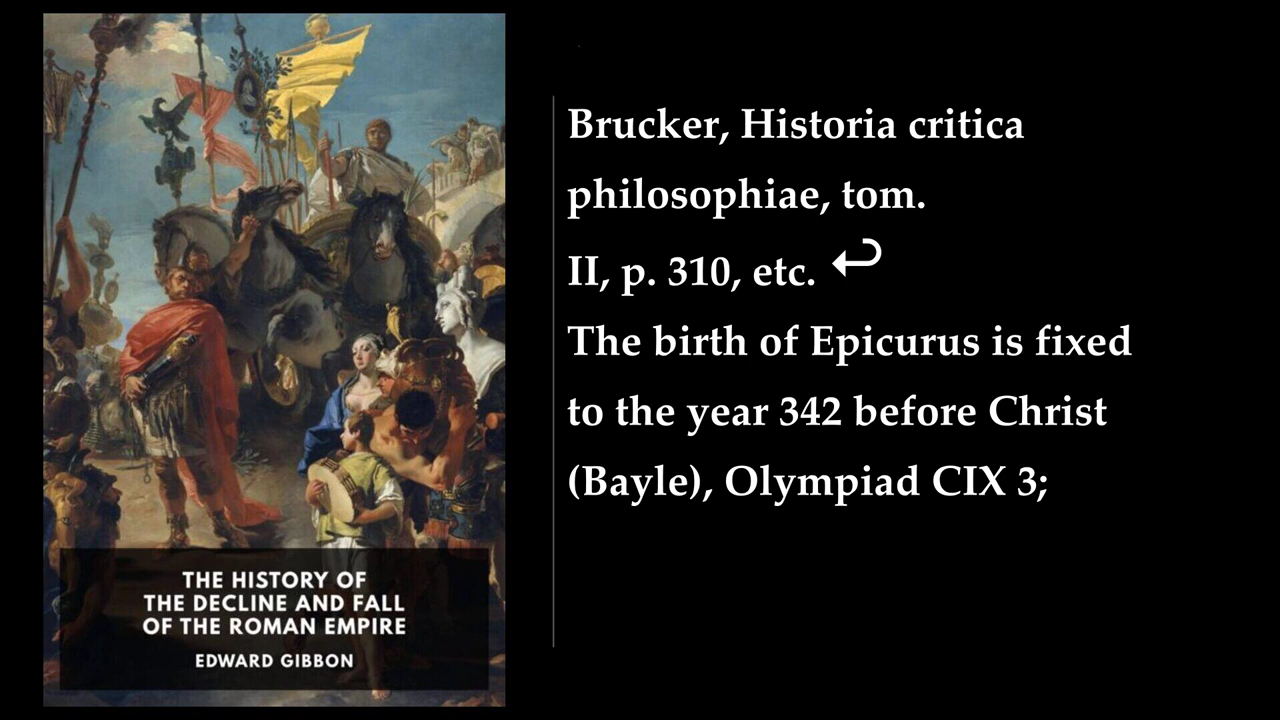 THE HISTORY OF
THE DECLINE AND FALL
OF THE ROMAN EMPIRE
EDWARD GIBBON
Brucker, Historia critica
philosophiae, tom.
II, p. 310, etc. ↩
The birth of Epicurus is fixed
to the year 342 before Christ
(Bayle), Olympiad CIX 3;